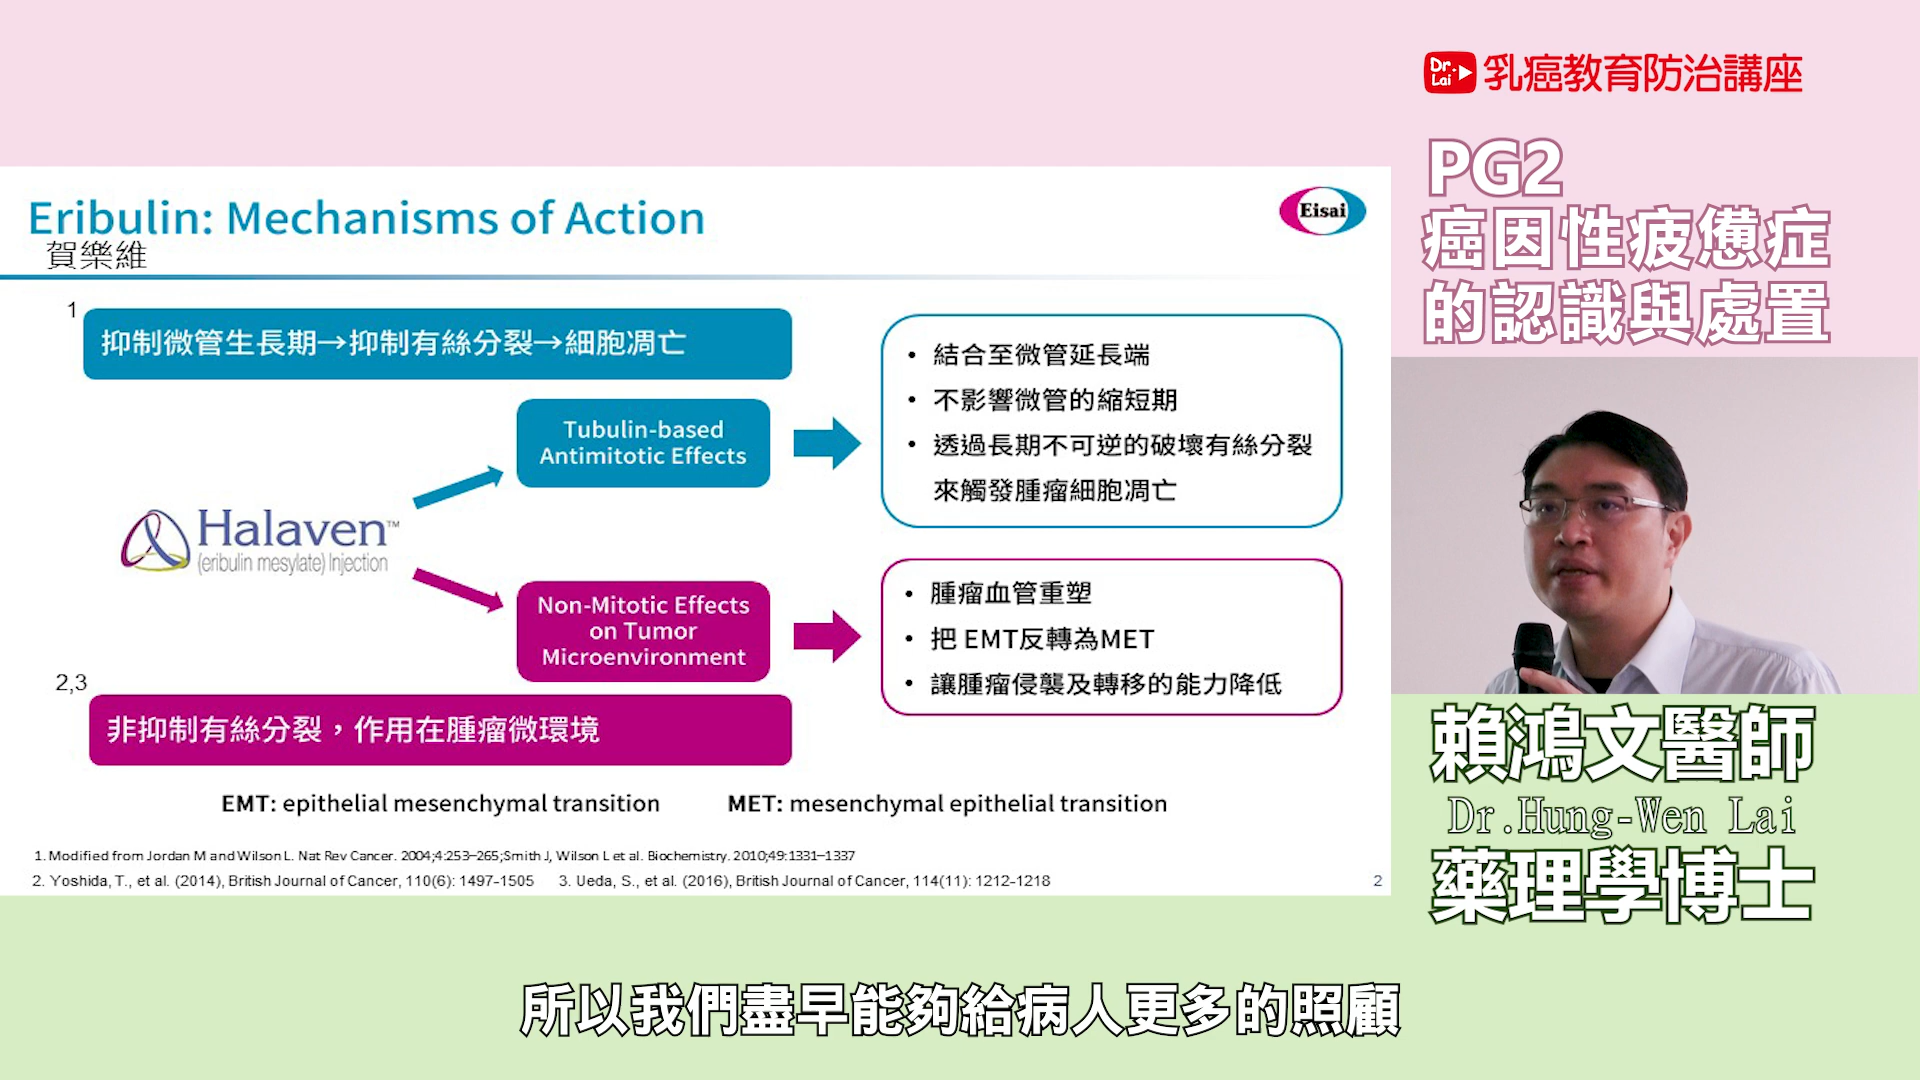 Dr. Lai 乳癌教育防治講座
PG2
癌因性疲憊症
的認識與處置
Eribulin: Mechanisms of Action
賀樂維
Eisai
1
抑制微管生長期→抑制有絲分裂→細胞凋亡
Tubulin-based
Antimitotic Effects
• 結合至微管延長端
• 不影響微管的縮短期
• 透過長期不可逆的破壞有絲分裂
來觸發腫瘤細胞凋亡
Halaven™
(eribulin mesylate) Injection
Non-Mitotic Effects
on Tumor
Microenvironment
• 腫瘤血管重塑
• 把 EMT反轉為MET
• 讓腫瘤侵襲及轉移的能力降低
2,3
非抑制有絲分裂，作用在腫瘤微環境
EMT: epithelial mesenchymal transition MET: mesenchymal epithelial transition
1. Modified from Jordan M and Wilson L. Nat Rev Cancer. 2004;4:253–265;Smith J, Wilson L et al. Biochemistry. 2010;49:1331–1337
2. Yoshida, T., et al. (2014), British Journal of Cancer, 110(6): 1497-1505 3. Ueda, S., et al. (2016), British Journal of Cancer, 114(11): 1212-1218
2
賴鴻文醫師
Dr.Hung-Wen Lai
藥理學博士
所以我們盡早能夠給病人更多的照顧